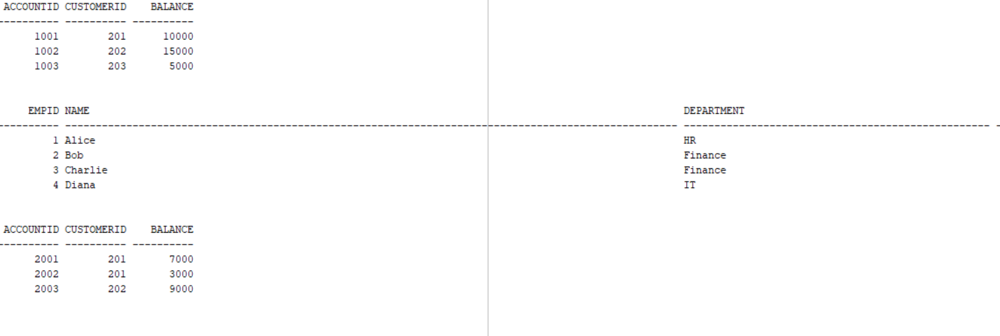 ACCOUNTID CUSTOMERID BALANCE
---------- ---------- ----------
1001 201 10000
1002 202 15000
1003 203 5000
EMPID NAME DEPARTMENT
---------- ---------------------------------------------------------------------------------------------------- -------------------------------------------------- -
1 Alice HR
2 Bob Finance
3 Charlie Finance
4 Diana IT
ACCOUNTID CUSTOMERID BALANCE
---------- ---------- ----------
2001 201 7000
2002 201 3000
2003 202 9000